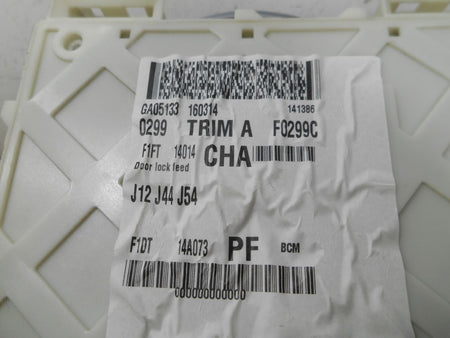 GA05133 160314 141386
0299 TRIM A F0299C
F1FT 14014 CHA
Door lock feed
J12 J44 J54
F1DT 14A073 PF BCM
000000000000